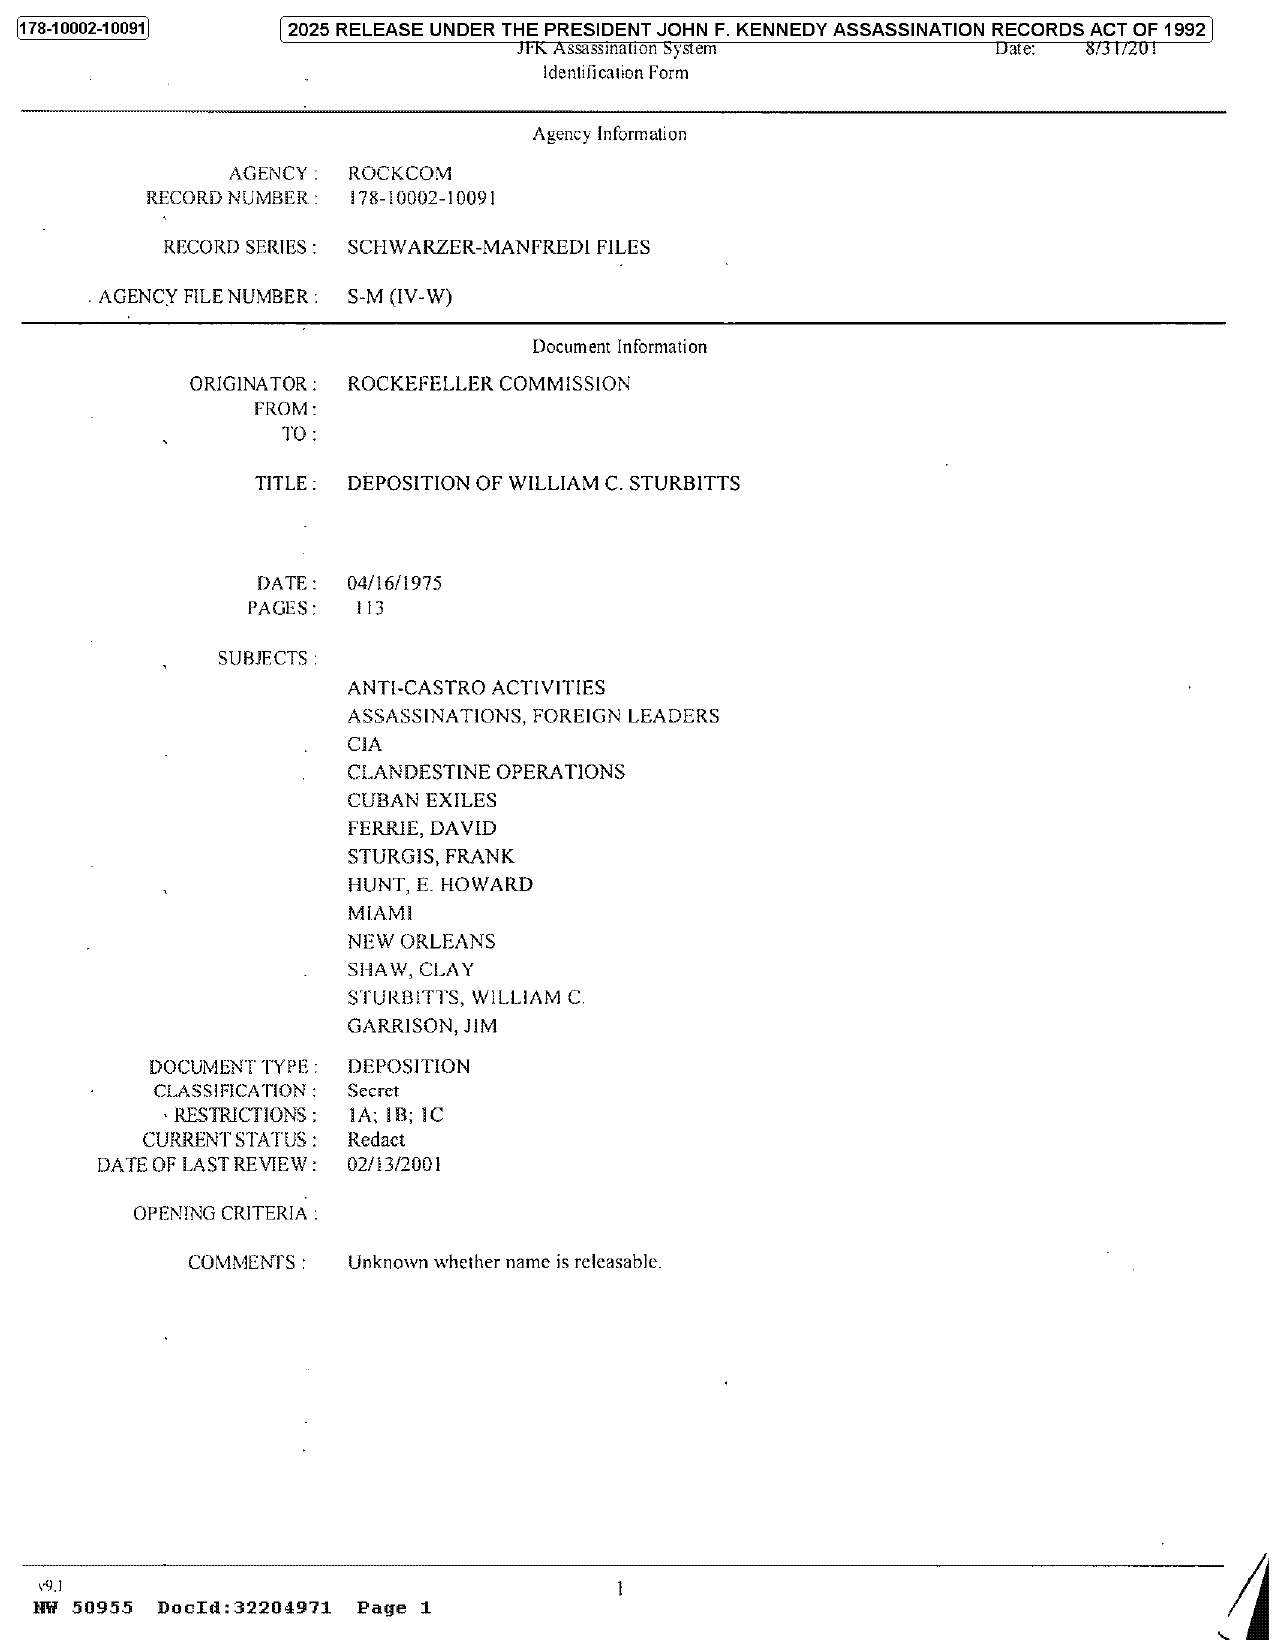 178-10002-10091
2025 RELEASE UNDER THE PRESIDENT JOHN F. KENNEDY ASSASSINATION RECORDS ACT OF 1992
JFK Assassination System Date: 8/31/201
Identification Form
Agency Information
AGENCY : ROCKCOM
RECORD NUMBER : 178-10002-10091
RECORD SERIES : SCHWARZER-MANFREDI FILES
AGENCY FILE NUMBER : S-M (IV-W)
Document Information
ORIGINATOR : ROCKEFELLER COMMISSION
FROM :
TO :
TITLE : DEPOSITION OF WILLIAM C. STURBITTS
DATE : 04/16/1975
PAGES : 113
SUBJECTS :
ANTI-CASTRO ACTIVITIES
ASSASSINATIONS, FOREIGN LEADERS
CIA
CLANDESTINE OPERATIONS
CUBAN EXILES
FERRIE, DAVID
STURGIS, FRANK
HUNT, E. HOWARD
MIAMI
NEW ORLEANS
SHAW, CLAY
STURBITTS, WILLIAM C.
GARRISON, JIM
DOCUMENT TYPE : DEPOSITION
CLASSIFICATION : Secret
RESTRICTIONS : 1A; 1B; 1C
CURRENT STATUS : Redact
DATE OF LAST REVIEW : 02/13/2001
OPENING CRITERIA :
COMMENTS : Unknown whether name is releasable.
v9.1 1
NW 50955 DocId:32204971 Page 1